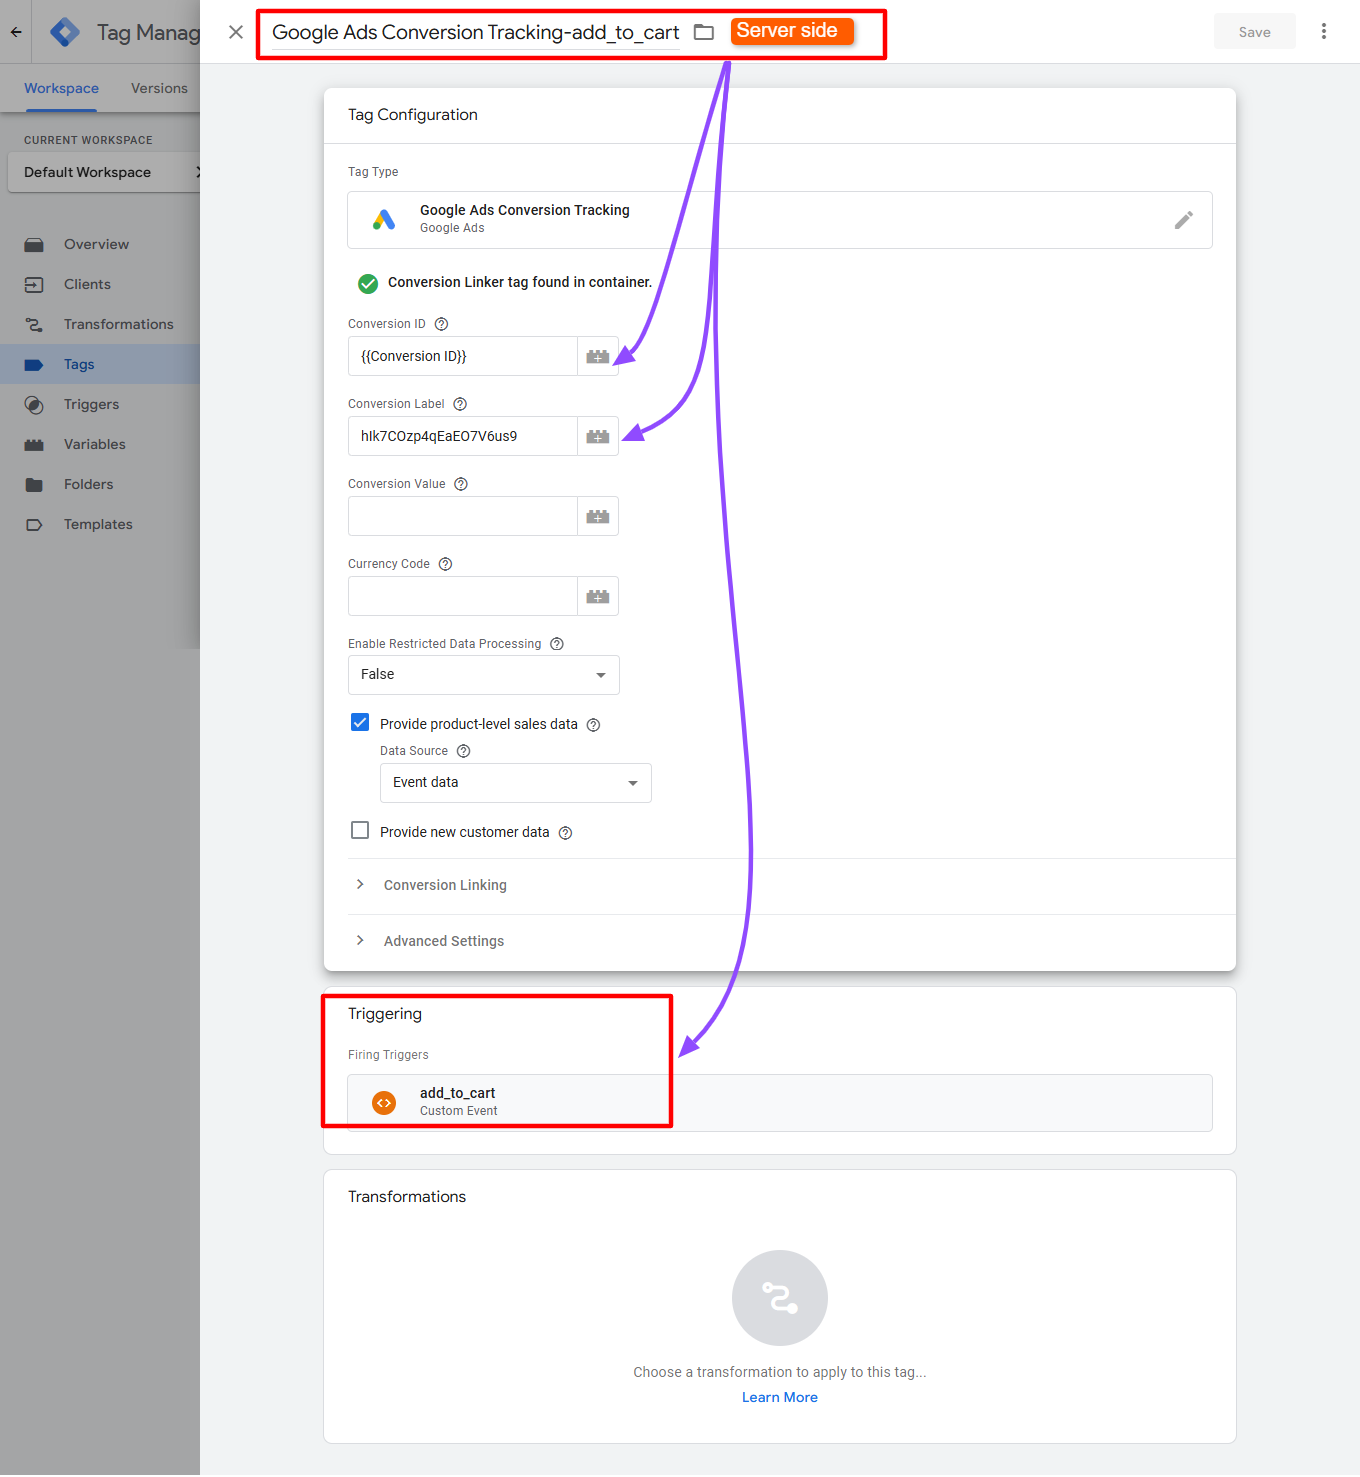 Tag Manag
Google Ads Conversion Tracking-add_to_cart
Server side
Save
Workspace
Versions
CURRENT WORKSPACE
Default Workspace
Overview
Clients
Transformations
Tags
Triggers
Variables
Folders
Templates
Tag Configuration
Tag Type
Google Ads Conversion Tracking
Google Ads
Conversion Linker tag found in container.
Conversion ID
{{Conversion ID}}
Conversion Label
hIk7COzp4qEaEO7V6us9
Conversion Value
Currency Code
Enable Restricted Data Processing
False
Provide product-level sales data
Data Source
Event data
Provide new customer data
Conversion Linking
Advanced Settings
Triggering
Firing Triggers
add_to_cart
Custom Event
Transformations
Choose a transformation to apply to this tag...
Learn More